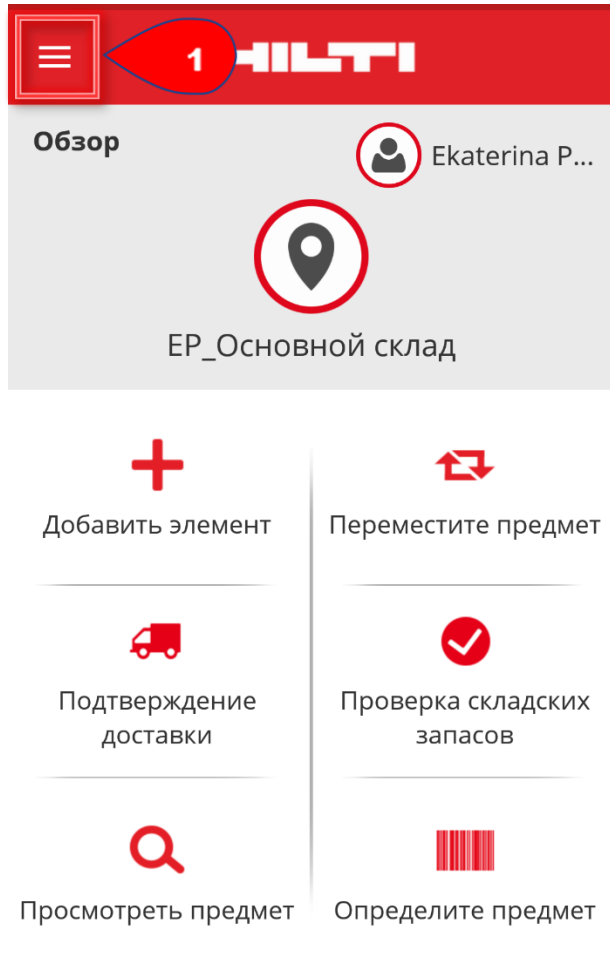 1
HILTI
Обзор
Ekaterina P...
EP_Основной склад
Добавить элемент
Переместите предмет
Подтверждение
доставки
Проверка складских
запасов
Просмотреть предмет
Определите предмет